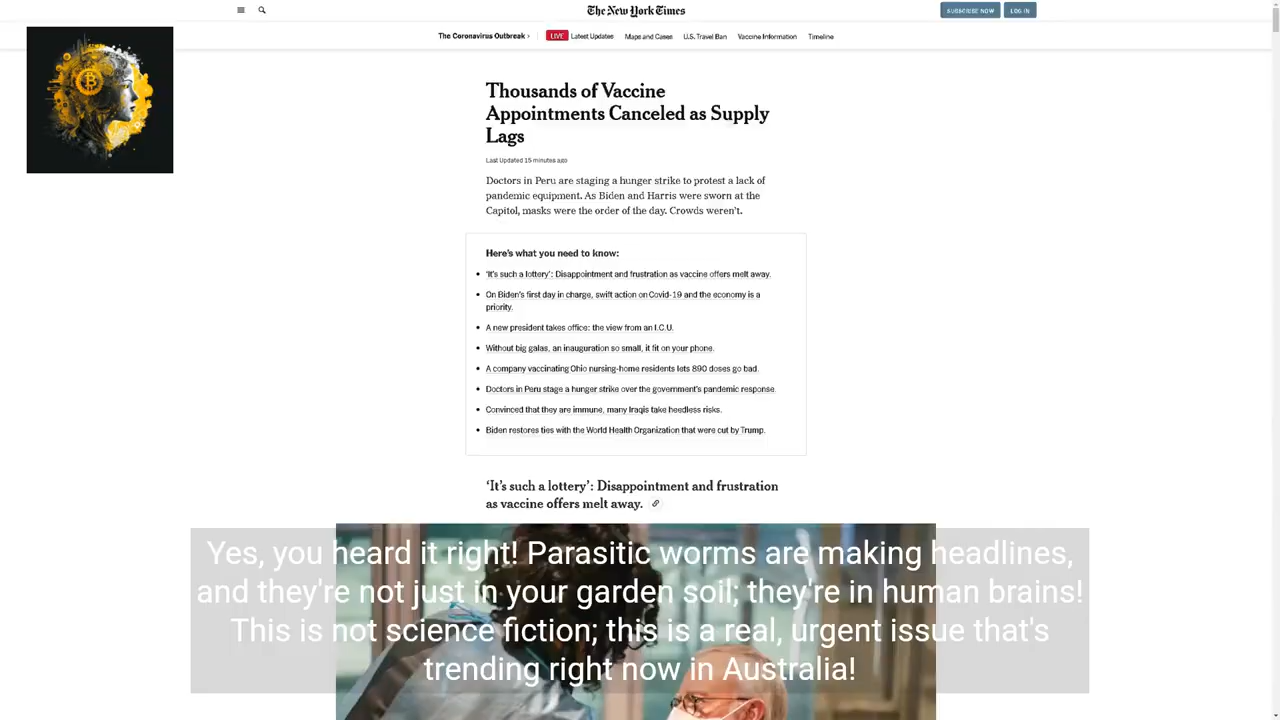 The New York Times
SUBSCRIBE NOW
LOG IN
The Coronavirus Outbreak ›
LIVE Latest Updates
Maps and Cases
U.S. Travel Ban
Vaccine Information
Timeline
Thousands of Vaccine
Appointments Canceled as Supply
Lags
Last Updated 15 minutes ago
Doctors in Peru are staging a hunger strike to protest a lack of
pandemic equipment. As Biden and Harris were sworn at the
Capitol, masks were the order of the day. Crowds weren't.
Here's what you need to know:
'It's such a lottery': Disappointment and frustration as vaccine offers melt away.
On Biden's first day in charge, swift action on Covid-19 and the economy is a
priority.
A new president takes office: the view from an I.C.U.
Without big galas, an inauguration so small, it fit on your phone.
A company vaccinating Ohio nursing-home residents lets 890 doses go bad.
Doctors in Peru stage a hunger strike over the government's pandemic response.
Convinced that they are immune, many Iraqis take heedless risks.
Biden restores ties with the World Health Organization that were cut by Trump.
'It's such a lottery': Disappointment and frustration
as vaccine offers melt away.
Yes, you heard it right! Parasitic worms are making headlines,
and they're not just in your garden soil; they're in human brains!
This is not science fiction; this is a real, urgent issue that's
trending right now in Australia!